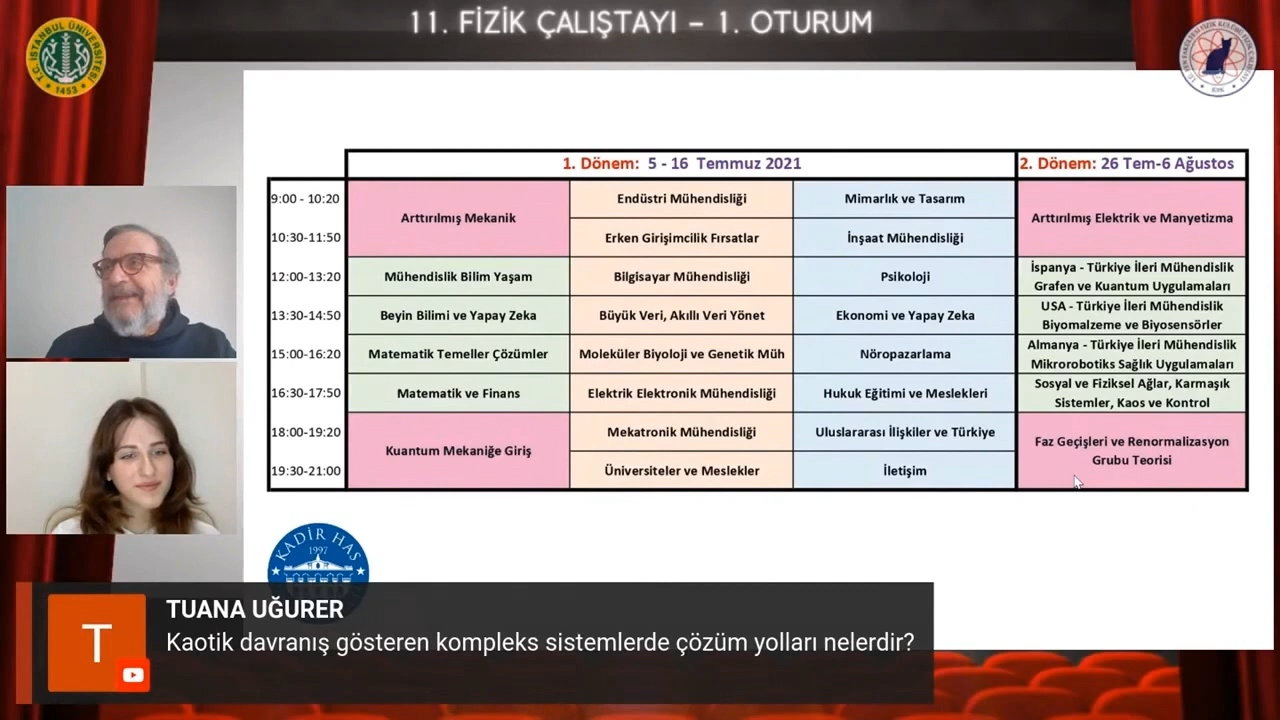 11. FİZİK ÇALIŞTAYI – 1. OTURUM
T.C. İSTANBUL ÜNİVERSİTESİ
1453
1. Dönem: 5 - 16 Temmuz 2021
2. Dönem: 26 Tem-6 Ağustos
9:00 - 10:20
10:30-11:50
12:00-13:20
13:30-14:50
15:00-16:20
16:30-17:50
18:00-19:20
19:30-21:00
Arttırılmış Mekanik
Mühendislik Bilim Yaşam
Beyin Bilimi ve Yapay Zeka
Matematik Temeller Çözümler
Matematik ve Finans
Kuantum Mekaniğe Giriş
Endüstri Mühendisliği
Erken Girişimcilik Fırsatlar
Bilgisayar Mühendisliği
Büyük Veri, Akıllı Veri Yönet
Moleküler Biyoloji ve Genetik Müh
Elektrik Elektronik Mühendisliği
Mekatronik Mühendisliği
Üniversiteler ve Meslekler
Mimarlık ve Tasarım
İnşaat Mühendisliği
Psikoloji
Ekonomi ve Yapay Zeka
Nöropazarlama
Hukuk Eğitimi ve Meslekleri
Uluslararası İlişkiler ve Türkiye
İletişim
Arttırılmış Elektrik ve Manyetizma
İspanya - Türkiye İleri Mühendislik
Grafen ve Kuantum Uygulamaları
USA - Türkiye İleri Mühendislik
Biyomalzeme ve Biyosensörler
Almanya - Türkiye İleri Mühendislik
Mikrorobotiks Sağlık Uygulamaları
Sosyal ve Fiziksel Ağlar, Karmaşık
Sistemler, Kaos ve Kontrol
Faz Geçişleri ve Renormalizasyon
Grubu Teorisi
KADİR HAS
1997
T
TUANA UĞURER
Kaotik davranış gösteren kompleks sistemlerde çözüm yolları nelerdir?